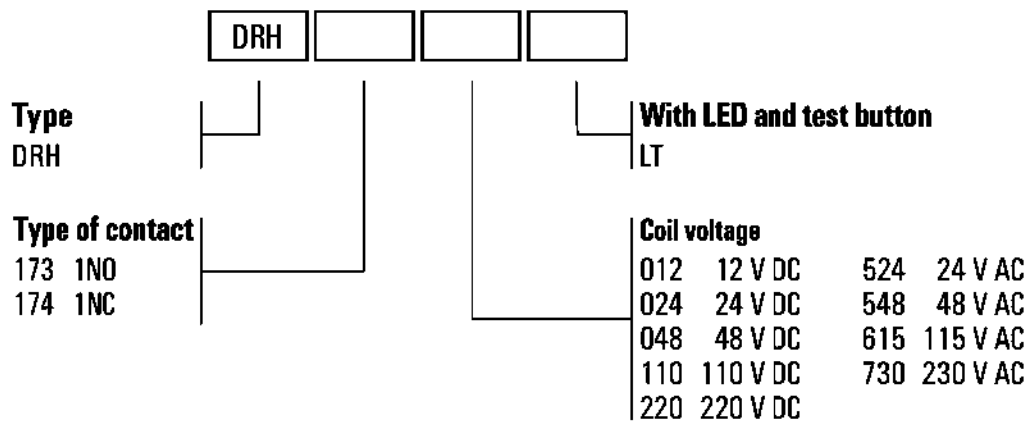 DRH
Type
DRH
With LED and test button
LT
Type of contact
173 1NO
174 1NC
Coil voltage
012 12 V DC 524 24 V AC
024 24 V DC 548 48 V AC
048 48 V DC 615 115 V AC
110 110 V DC 730 230 V AC
220 220 V DC